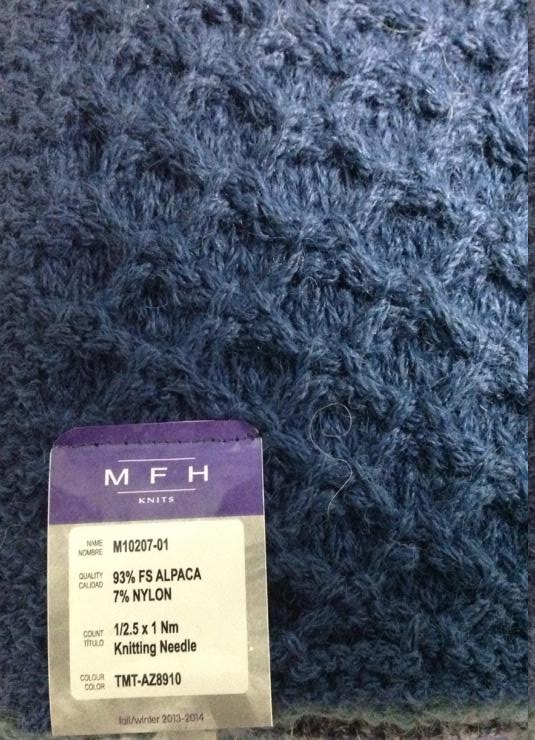 MFH
KNITS
NAME
NOMBRE
M10207-01
QUALITY
CALIDAD
93% FS ALPACA
7% NYLON
COUNT
TÍTULO
1/2.5 x 1 Nm
Knitting Needle
COLOUR
COLOR
TMT-AZ8910
fall/winter 2013-2014